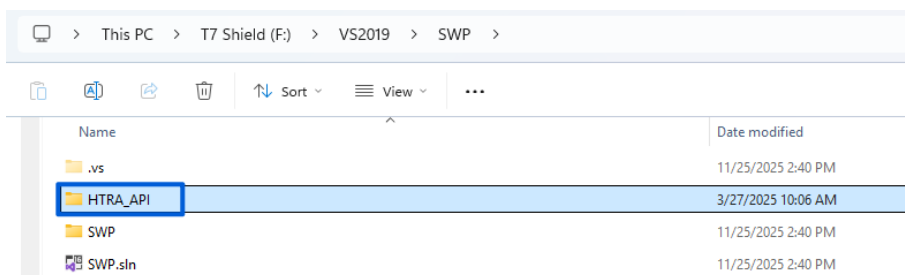 This PC > T7 Shield (F:) > VS2019 > SWP >
Sort View ...
Name Date modified
.vs 11/25/2025 2:40 PM
HTRA_API 3/27/2025 10:06 AM
SWP 11/25/2025 2:40 PM
SWP.sln 11/25/2025 2:40 PM